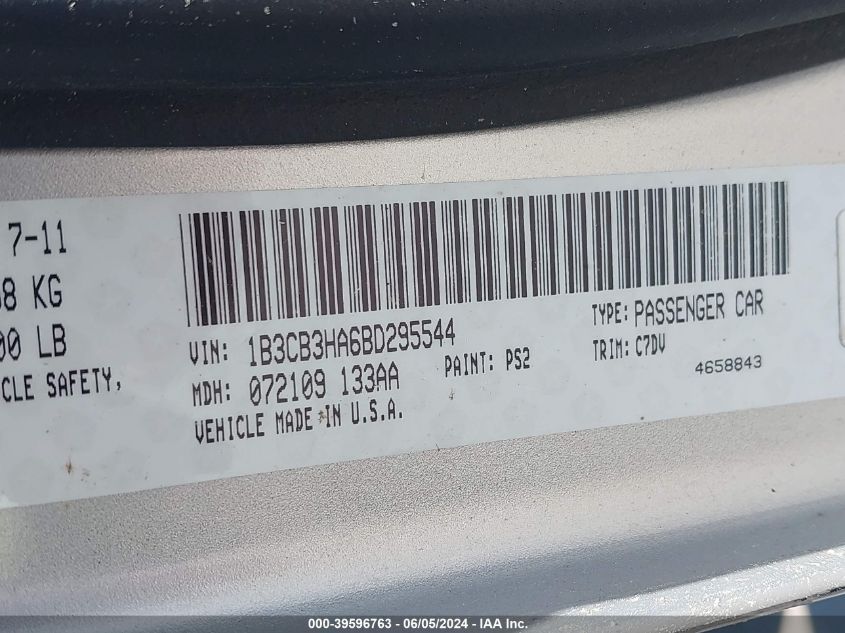 7-11
KG
00 LB
CLE SAFETY,
VIN: 1B3CB3HA6BD295544
MDH: 072109 133AA
VEHICLE MADE IN U.S.A.
PAINT: PS2
TYPE: PASSENGER CAR
TRIM: C7DV
4658843
000-39596763 - 06/05/2024 - IAA Inc.